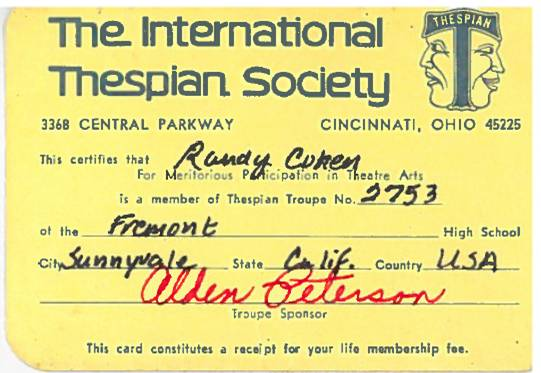 The International
Thespian Society
THESPIAN
3368 CENTRAL PARKWAY CINCINNATI, OHIO 45225
This certifies that Randy Cohen
For Meritorious Participation in Theatre Arts
is a member of Thespian Troupe No. 2753
of the Fremont High School
City Sunnyvale State Calif. Country USA
Alden Peterson
Troupe Sponsor
This card constitutes a receipt for your life membership fee.